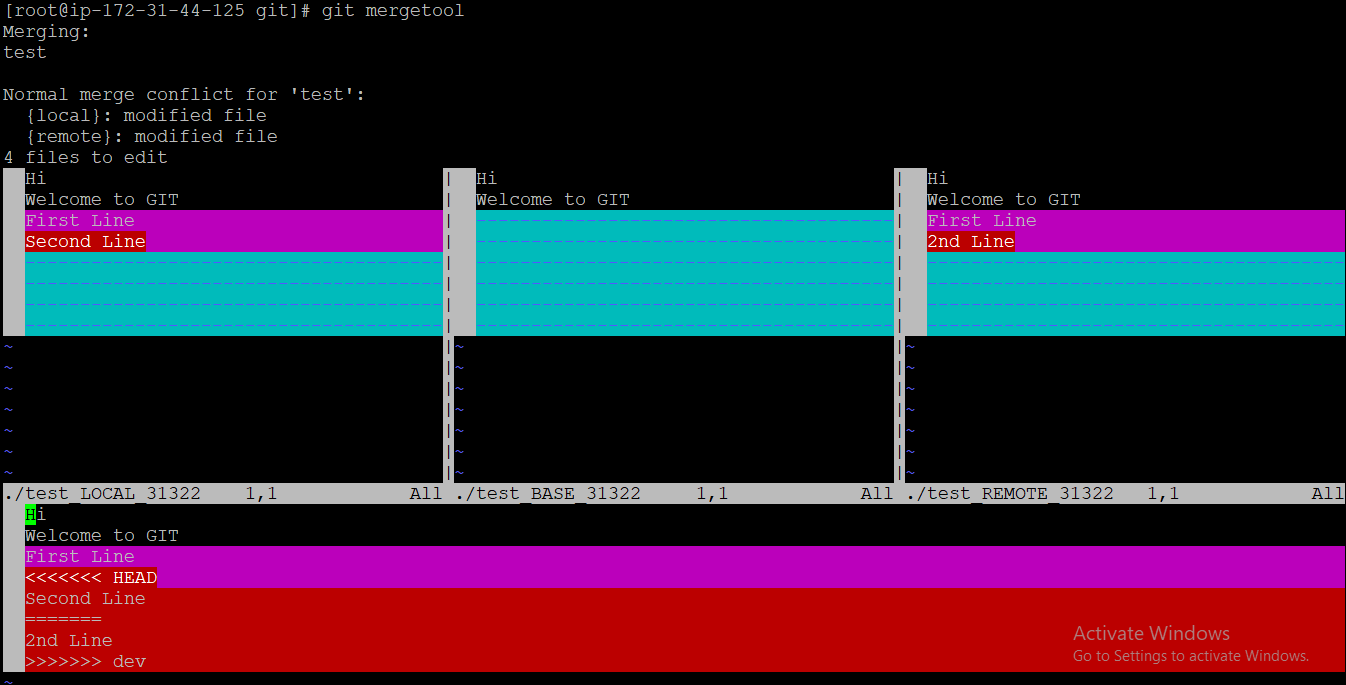 [root@ip-172-31-44-125 git]# git mergetool
Merging:
test
Normal merge conflict for 'test':
  {local}: modified file
  {remote}: modified file
4 files to edit
Hi | Hi | Hi
Welcome to GIT | Welcome to GIT | Welcome to GIT
First Line | ------------------------------ | First Line
Second Line | ------------------------------ | 2nd Line
------------------------------ | ------------------------------ | ------------------------------
------------------------------ | ------------------------------ | ------------------------------
------------------------------ | ------------------------------ | ------------------------------
------------------------------ | ------------------------------ | ------------------------------
~ |~ |~
~ |~ |~
~ |~ |~
~ |~ |~
~ |~ |~
~ |~ |~
~ |~ |~
./test_LOCAL_31322 1,1 All ./test_BASE_31322 1,1 All ./test_REMOTE_31322 1,1 All
Hi
Welcome to GIT
First Line
<<<<<<< HEAD
Second Line
=======
2nd Line
>>>>>>> dev
~
Activate Windows
Go to Settings to activate Windows.